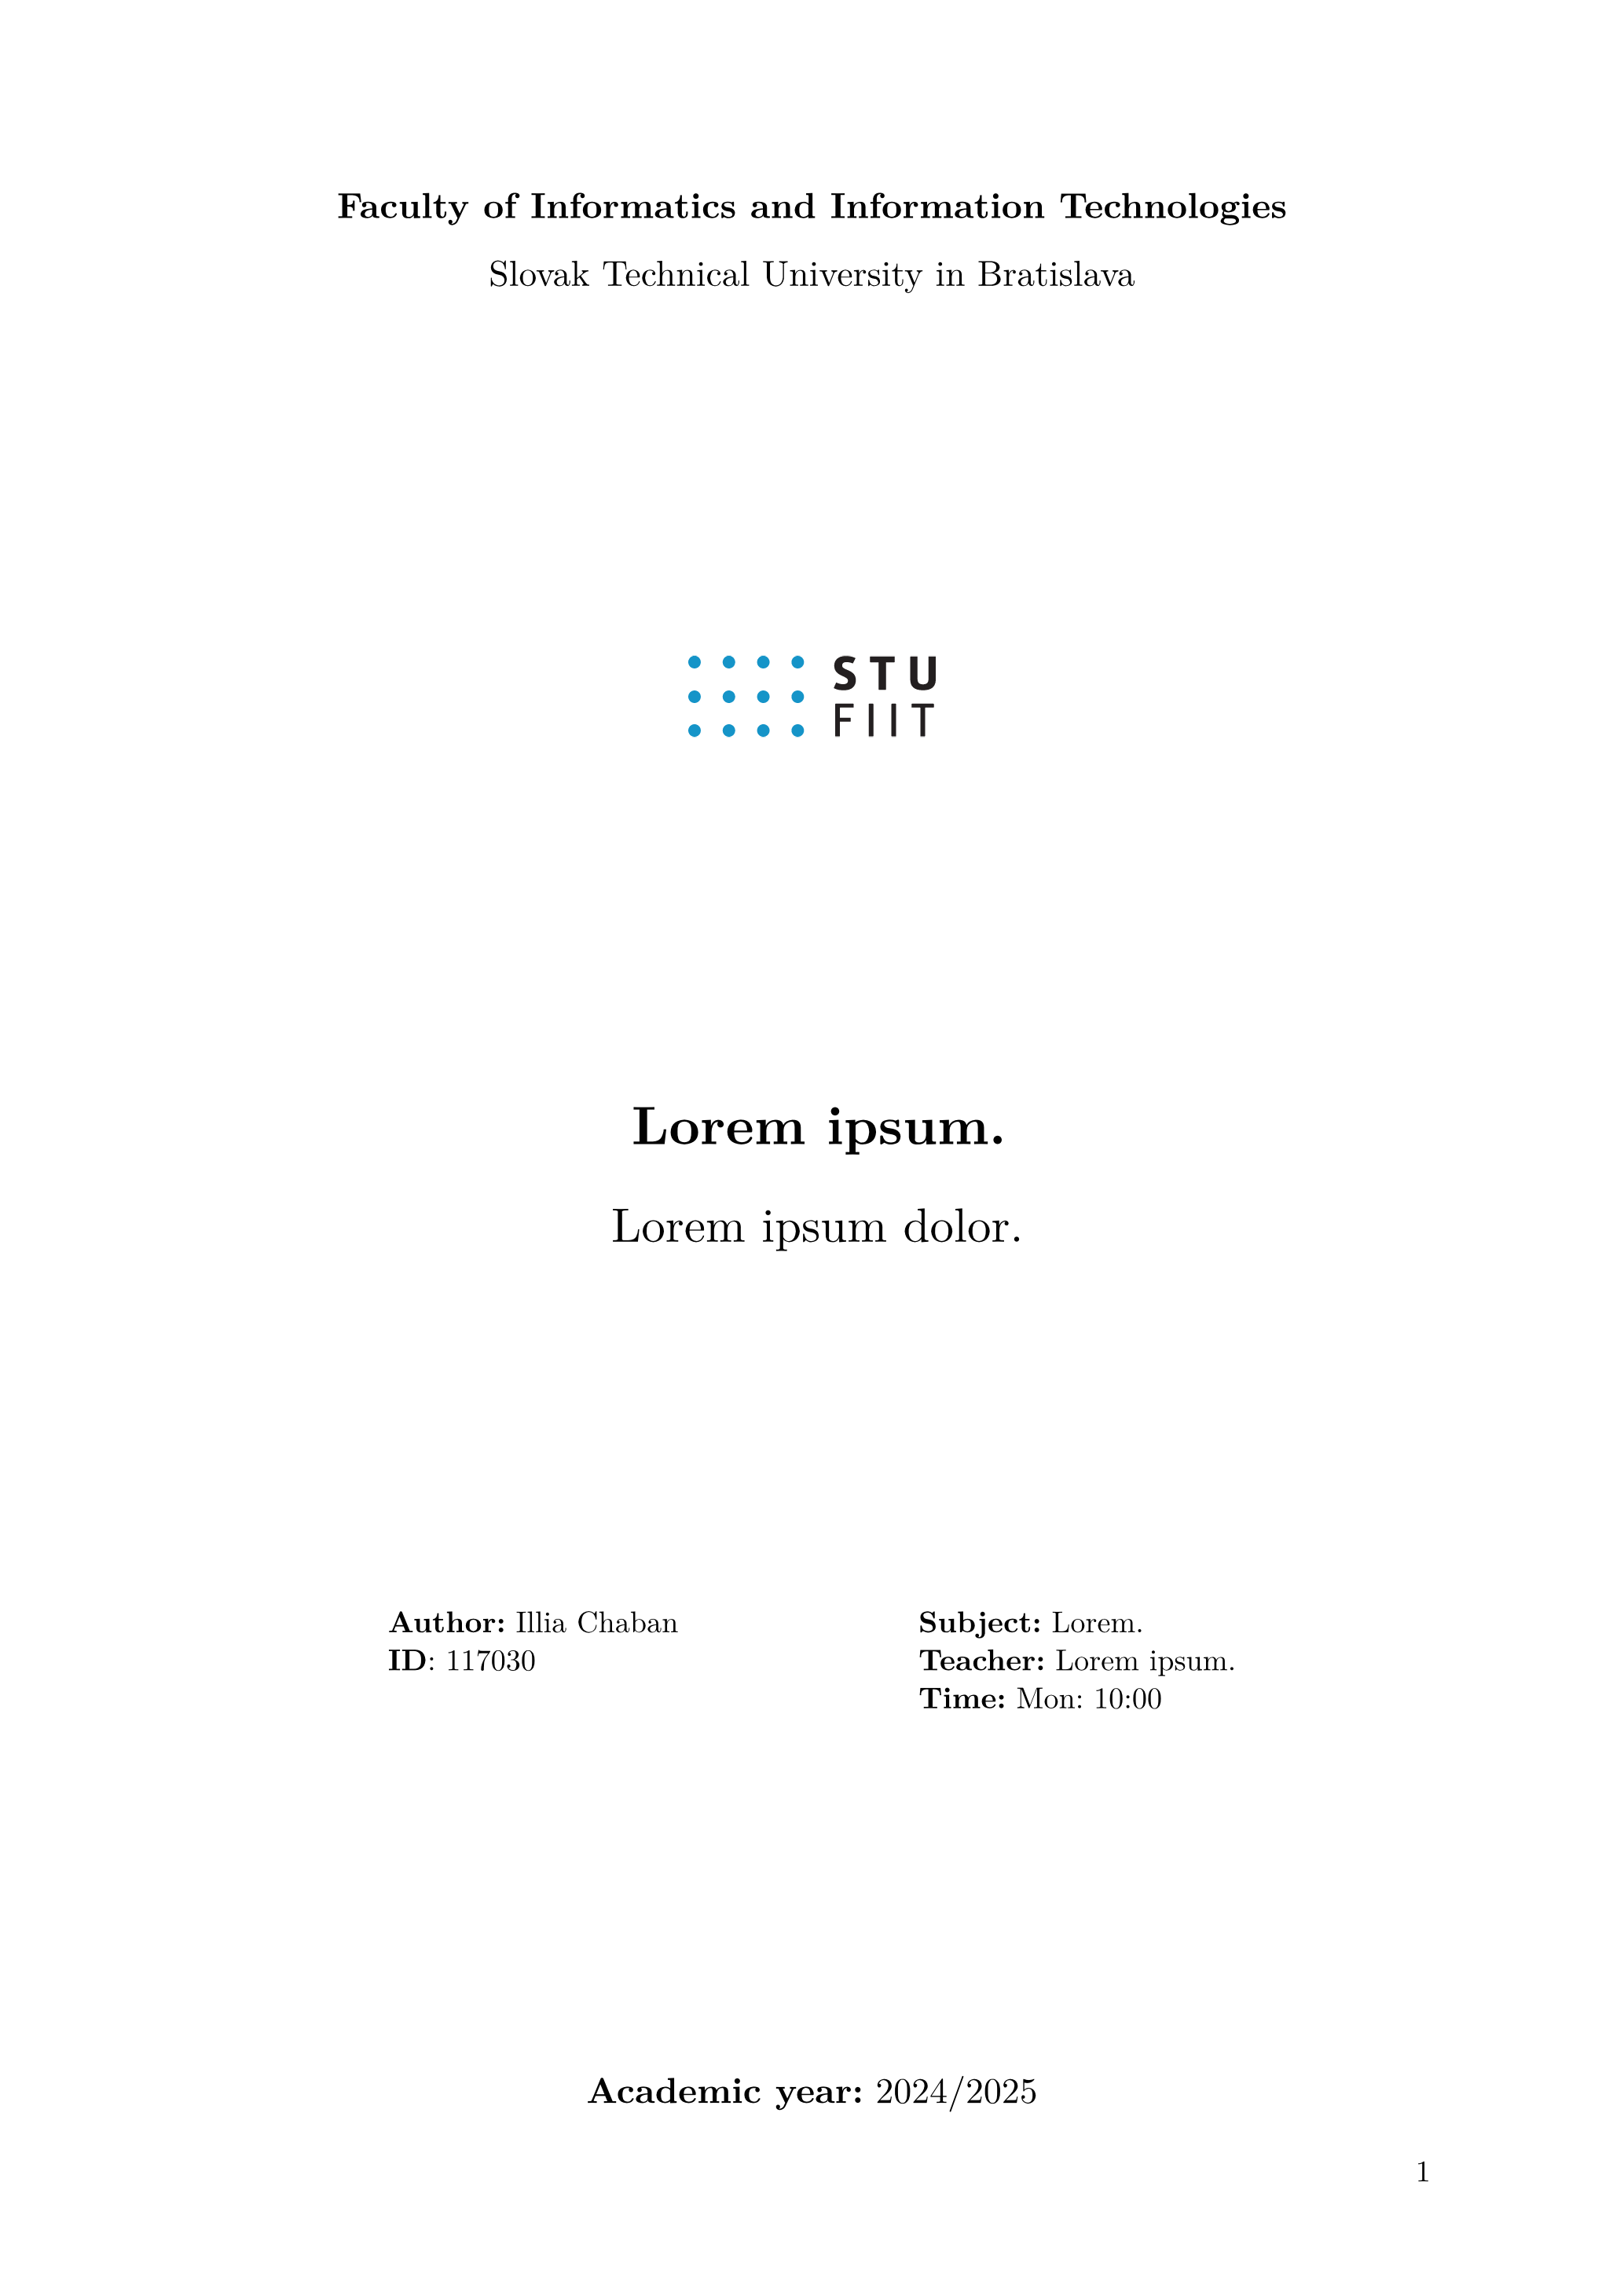 Faculty of Informatics and Information Technologies
Slovak Technical University in Bratislava
STU
FIIT
Lorem ipsum.
Lorem ipsum dolor.
Author: Illia Chaban
ID: 117030
Subject: Lorem.
Teacher: Lorem ipsum.
Time: Mon: 10:00
Academic year: 2024/2025
1